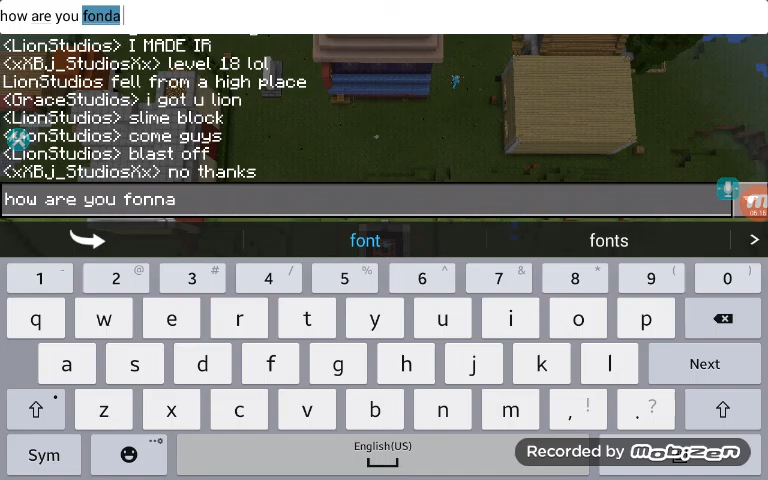 how are you fonda
<LionStudios> I MADE IR
<xXBj_StudiosXx> level 18 lol
LionStudios fell from a high place
<GraceStudios> i got u lion
<LionStudios> slime block
<LionStudios> come guys
<LionStudios> blast off
<xXBj_StudiosXx> no thanks
how are you fonna
font fonts >
1 - 2 @ 3 # 4 / 5 % 6 ^ 7 & 8 * 9 ( 0 )
q w e r t y u i o p
a s d f g h j k l Next
z x c v b n m , ! . ?
Sym English(US)
Recorded by mobizen